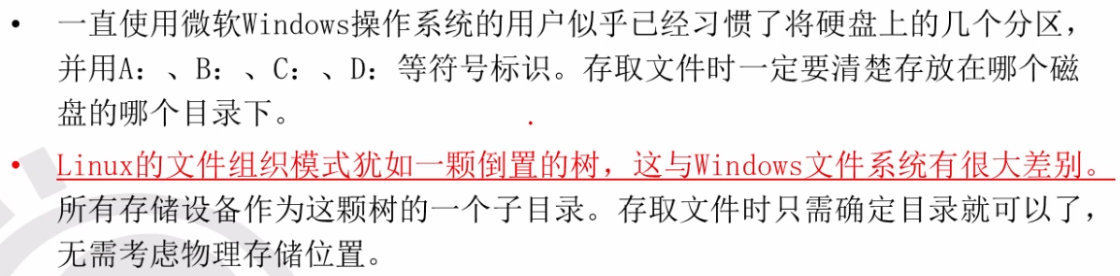 • 一直使用微软Windows操作系统的用户似乎已经习惯了将硬盘上的几个分区，
并用A：、B：、C：、D：等符号标识。存取文件时一定要清楚存放在哪个磁
盘的哪个目录下。
• Linux的文件组织模式犹如一颗倒置的树，这与Windows文件系统有很大差别。
所有存储设备作为这颗树的一个子目录。存取文件时只需确定目录就可以了，
无需考虑物理存储位置。